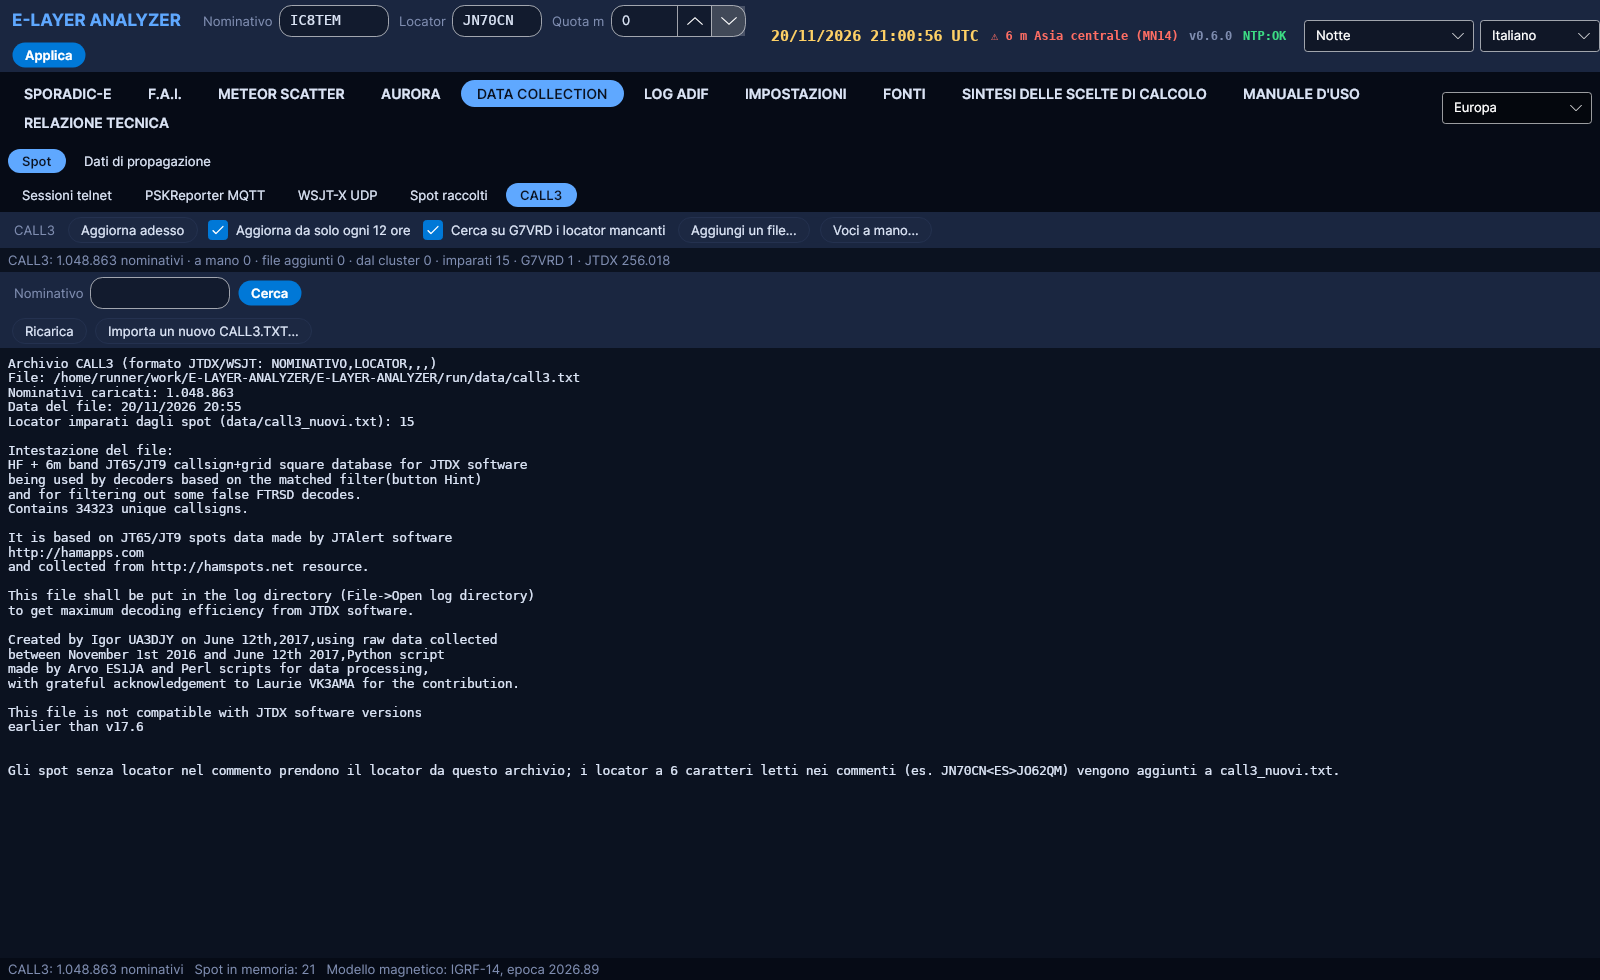 E-LAYER ANALYZER Nominativo IC8TEM Locator JN70CN Quota m 0
20/11/2026 21:00:56 UTC ⚠ 6 m Asia centrale (MN14) v0.6.0 NTP:OK Notte Italiano
Applica
SPORADIC-E F.A.I. METEOR SCATTER AURORA DATA COLLECTION LOG ADIF IMPOSTAZIONI FONTI SINTESI DELLE SCELTE DI CALCOLO MANUALE D'USO
RELAZIONE TECNICA
Europa
Spot Dati di propagazione
Sessioni telnet PSKReporter MQTT WSJT-X UDP Spot raccolti CALL3
CALL3 Aggiorna adesso Aggiorna da solo ogni 12 ore Cerca su G7VRD i locator mancanti Aggiungi un file... Voci a mano...
CALL3: 1.048.863 nominativi · a mano 0 · file aggiunti 0 · dal cluster 0 · imparati 15 · G7VRD 1 · JTDX 256.018
Nominativo Cerca
Ricarica Importa un nuovo CALL3.TXT...
Archivio CALL3 (formato JTDX/WSJT: NOMINATIVO,LOCATOR,,,)
File: /home/runner/work/E-LAYER-ANALYZER/E-LAYER-ANALYZER/run/data/call3.txt
Nominativi caricati: 1.048.863
Data del file: 20/11/2026 20:55
Locator imparati dagli spot (data/call3_nuovi.txt): 15
Intestazione del file:
HF + 6m band JT65/JT9 callsign+grid square database for JTDX software
being used by decoders based on the matched filter(button Hint)
and for filtering out some false FTRSD decodes.
Contains 34323 unique callsigns.
It is based on JT65/JT9 spots data made by JTAlert software
http://hamapps.com
and collected from http://hamspots.net resource.
This file shall be put in the log directory (File->Open log directory)
to get maximum decoding efficiency from JTDX software.
Created by Igor UA3DJY on June 12th,2017,using raw data collected
between November 1st 2016 and June 12th 2017,Python script
made by Arvo ES1JA and Perl scripts for data processing,
with grateful acknowledgement to Laurie VK3AMA for the contribution.
This file is not compatible with JTDX software versions
earlier than v17.6
Gli spot senza locator nel commento prendono il locator da questo archivio; i locator a 6 caratteri letti nei commenti (es. JN70CN<ES>JO62QM) vengono aggiunti a call3_nuovi.txt.
CALL3: 1.048.863 nominativi Spot in memoria: 21 Modello magnetico: IGRF-14, epoca 2026.89